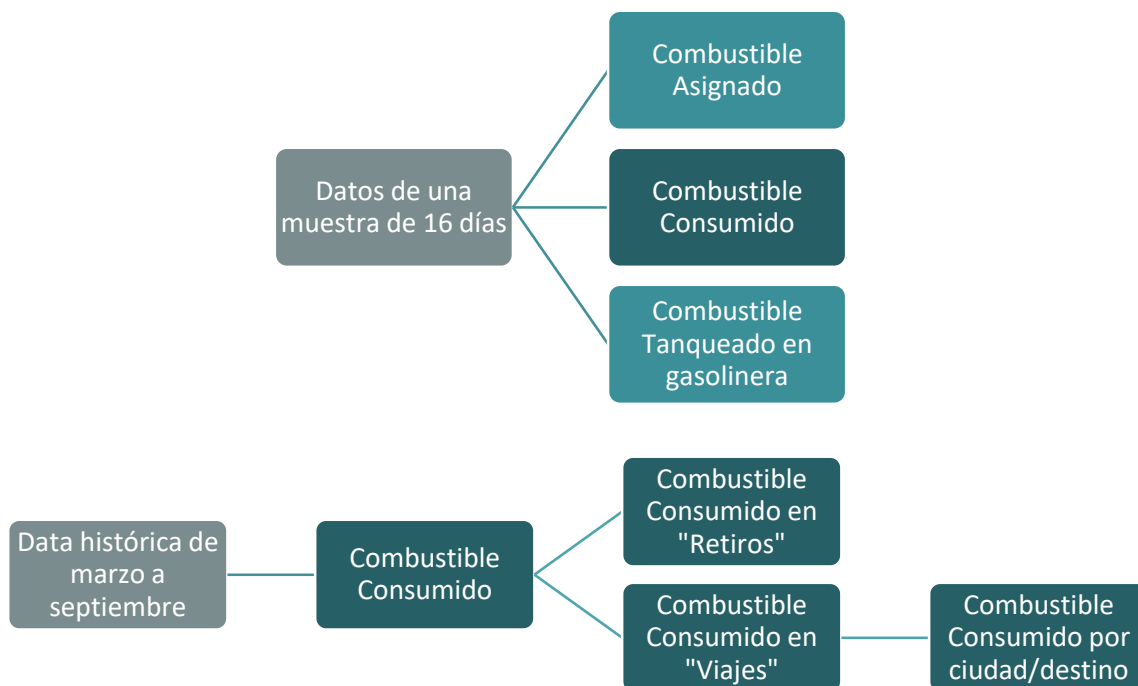 Combustible
Asignado
Datos de una
muestra de 16 días
Combustible
Consumido
Combustible
Tanqueado en
gasolinera
Data histórica de
marzo a
septiembre
Combustible
Consumido
Combustible
Consumido en
"Retiros"
Combustible
Consumido en
"Viajes"
Combustible
Consumido por
ciudad/destino